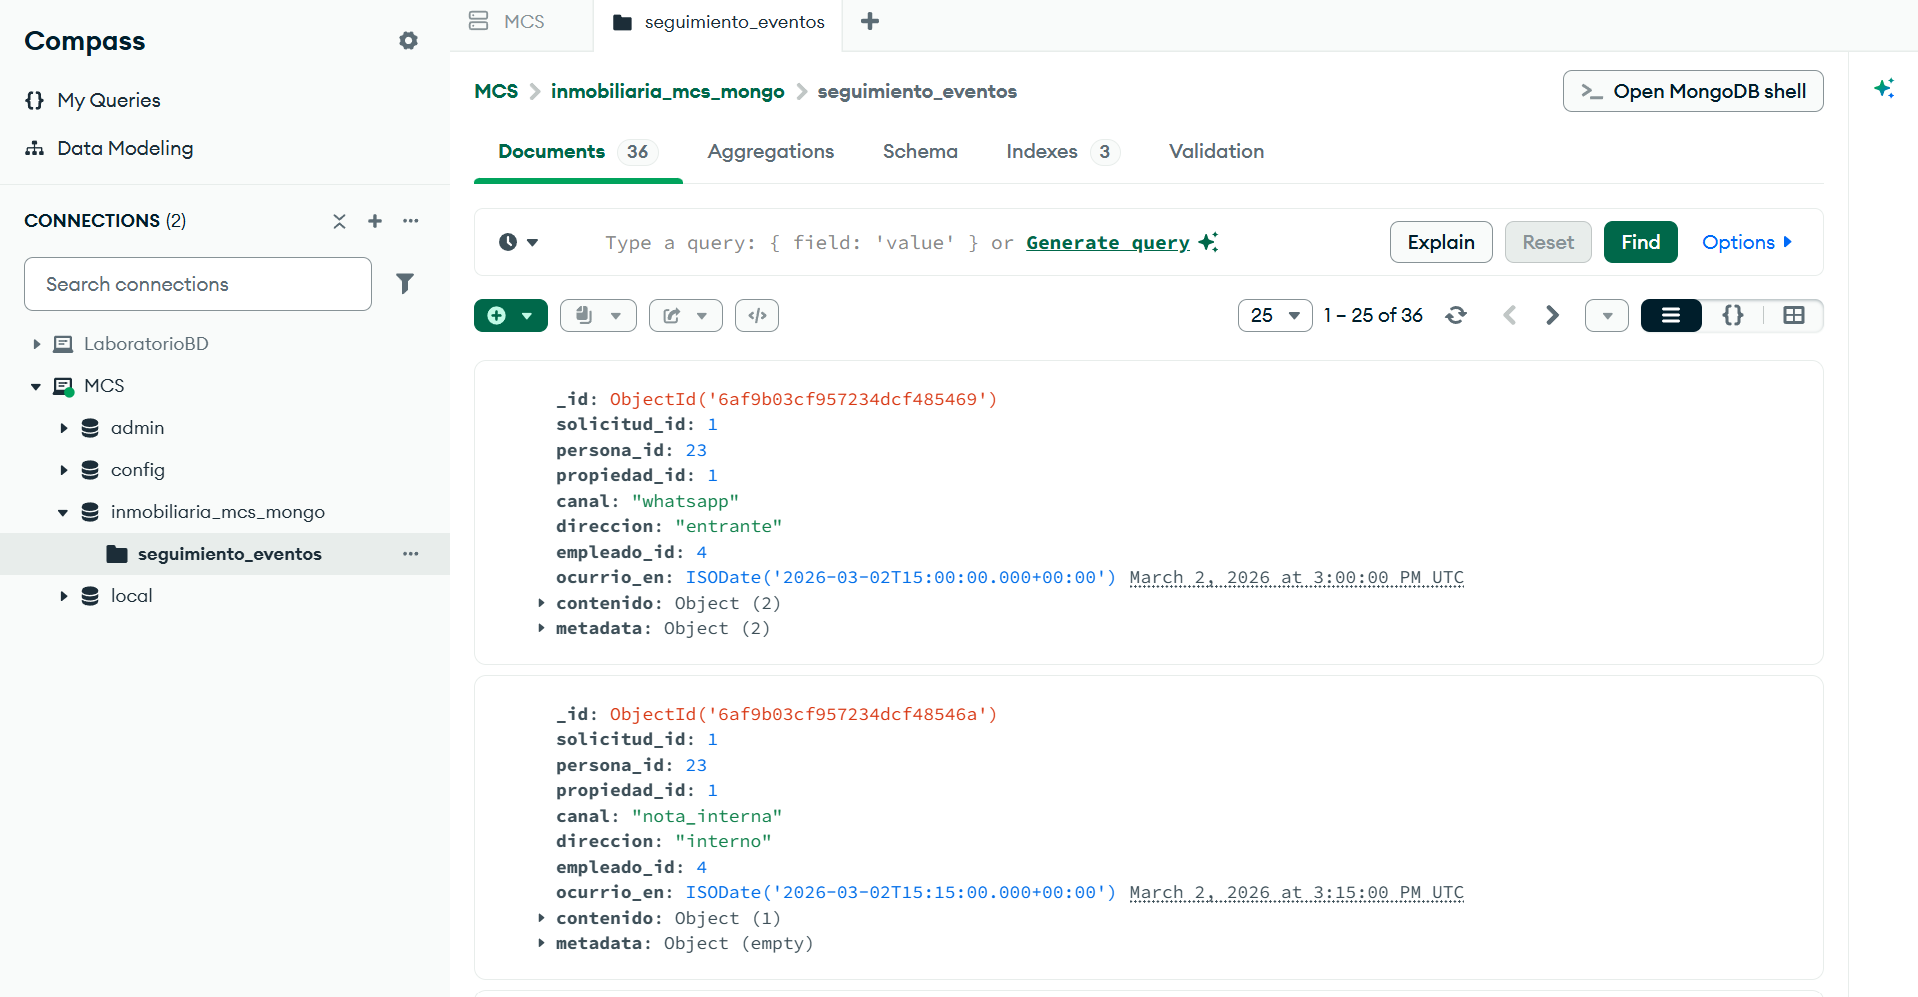 Compass
My Queries
Data Modeling
CONNECTIONS (2)
Search connections
LaboratorioBD
MCS
admin
config
inmobiliaria_mcs_mongo
seguimiento_eventos
local
MCS
seguimiento_eventos
MCS > inmobiliaria_mcs_mongo > seguimiento_eventos
>_ Open MongoDB shell
Documents 36 Aggregations Schema Indexes 3 Validation
Type a query: { field: 'value' } or Generate query
Explain Reset Find Options
25 1 – 25 of 36
_id: ObjectId('6af9b03cf957234dcf485469')
solicitud_id: 1
persona_id: 23
propiedad_id: 1
canal: "whatsapp"
direccion: "entrante"
empleado_id: 4
ocurrio_en: ISODate('2026-03-02T15:00:00.000+00:00') March 2, 2026 at 3:00:00 PM UTC
contenido: Object (2)
metadata: Object (2)
_id: ObjectId('6af9b03cf957234dcf48546a')
solicitud_id: 1
persona_id: 23
propiedad_id: 1
canal: "nota_interna"
direccion: "interno"
empleado_id: 4
ocurrio_en: ISODate('2026-03-02T15:15:00.000+00:00') March 2, 2026 at 3:15:00 PM UTC
contenido: Object (1)
metadata: Object (empty)